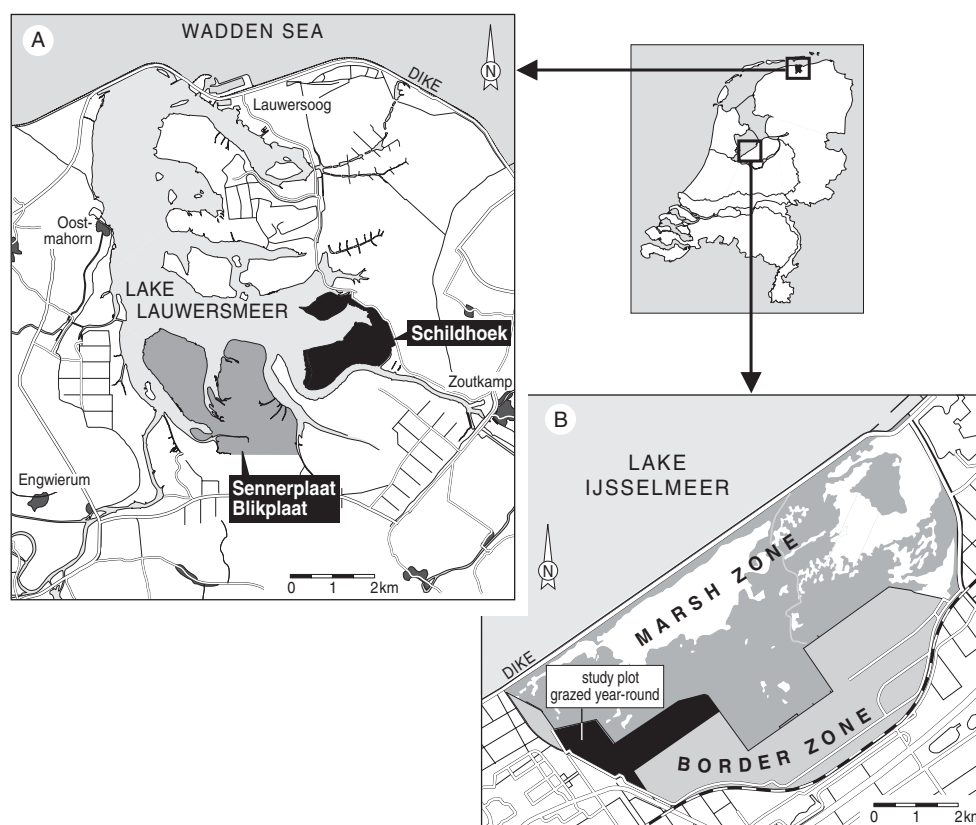 A
WADDEN SEA
N
DIKE
Lauwersoog
Oost-
mahorn
LAKE
LAUWERSMEER
Schildhoek
Zoutkamp
Engwierum
Sennerplaat
Blikplaat
0 1 2km
B
LAKE
IJSSELMEER
N
MARSH ZONE
DIKE
study plot
grazed year-round
BORDER ZONE
0 1 2km